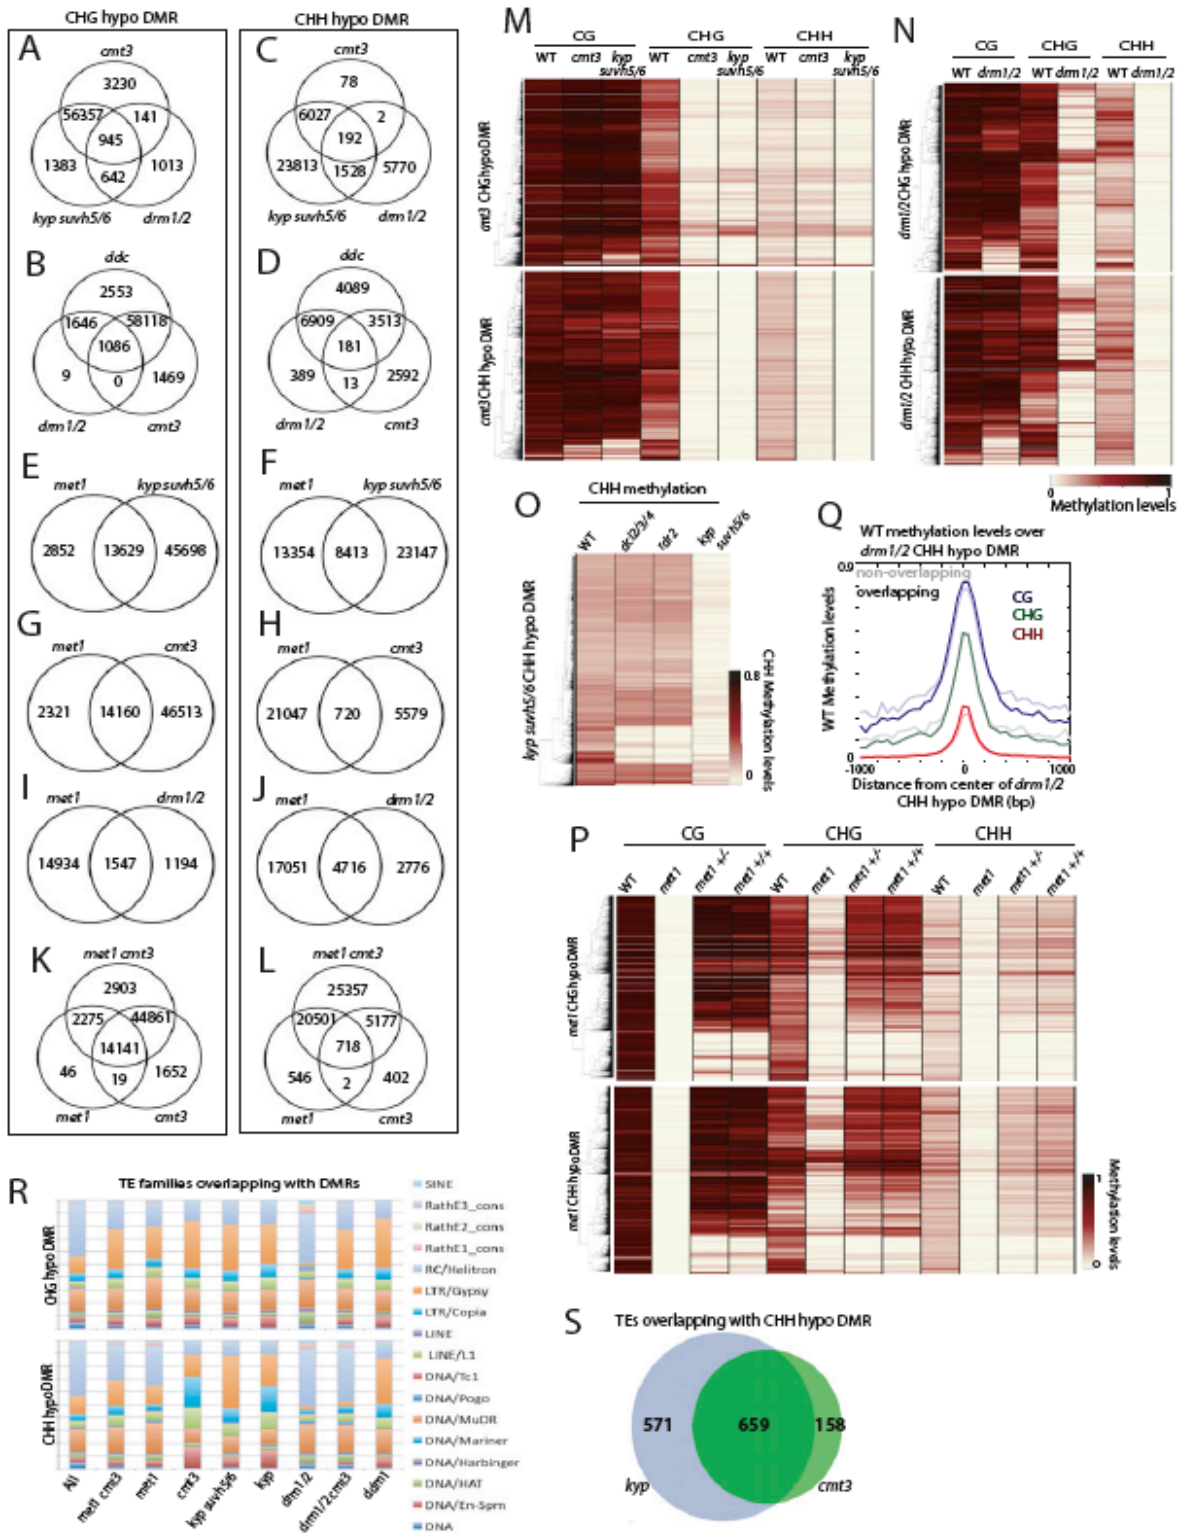 CHG hypo DMR
A
cmt3
3230
56357
141
945
1383
1013
642
kyp suvh5/6
drm1/2
B
ddc
2553
1646
58118
1086
9
0
1469
drm1/2
cmt3
E
met1
kyp suvh5/6
2852
13629
45698
G
met1
cmt3
2321
14160
46513
I
met1
drm1/2
14934
1547
1194
K
met1 cmt3
2903
2275
44861
14141
46
19
1652
met1
cmt3
CHH hypo DMR
C
cmt3
78
6027
2
192
23813
1528
5770
kyp suvh5/6
drm1/2
D
ddc
4089
6909
3513
181
389
13
2592
drm1/2
cmt3
F
met1
kyp suvh5/6
13354
8413
23147
H
met1
cmt3
21047
720
5579
J
met1
drm1/2
17051
4716
2776
L
met1 cmt3
25357
20501
5177
718
546
2
402
met1
cmt3
M
CG
CHG
CHH
WT
cmt3
kyp suvh5/6
WT
cmt3
kyp suvh5/6
WT
cmt3
kyp suvh5/6
cmt3 CHG hypo DMR
cmt3 CHH hypo DMR
N
CG
CHG
CHH
WT drm1/2
WT drm1/2
WT drm1/2
drm1/2 CHG hypo DMR
drm1/2 CHH hypo DMR
0
1
Methylation levels
O
CHH methylation
WT
dcl2/3/4
rdr2
kyp suvh5/6
kyp suvh5/6 CHH hypo DMR
0.8
0
CHH Methylation levels
Q
WT methylation levels over
drm1/2 CHH hypo DMR
0.9
non-overlapping
overlapping
CG
CHG
CHH
WT Methylation levels
0
-1000
0
1000
Distance from center of drm1/2
CHH hypo DMR (bp)
P
CG
CHG
CHH
WT
met1
met1 +/-
met1 +/+
WT
met1
met1 +/-
met1 +/+
WT
met1
met1 +/-
met1 +/+
met1 CHG hypo DMR
met1 CHH hypo DMR
1
0
Methylation levels
R
TE families overlapping with DMRs
CHG hypo DMR
CHH hypo DMR
All
met1 cmt3
met1
cmt3
kyp suvh5/6
kyp
drm1/2
drm1/2 cmt3
ddm1
SINE
RathE3_cons
RathE2_cons
RathE1_cons
RC/Helitron
LTR/Gypsy
LTR/Copia
LINE
LINE/L1
DNA/Tc1
DNA/Pogo
DNA/MuDR
DNA/Mariner
DNA/Harbinger
DNA/HAT
DNA/En-Spm
DNA
S
TEs overlapping with CHH hypo DMR
571
659
158
kyp
cmt3